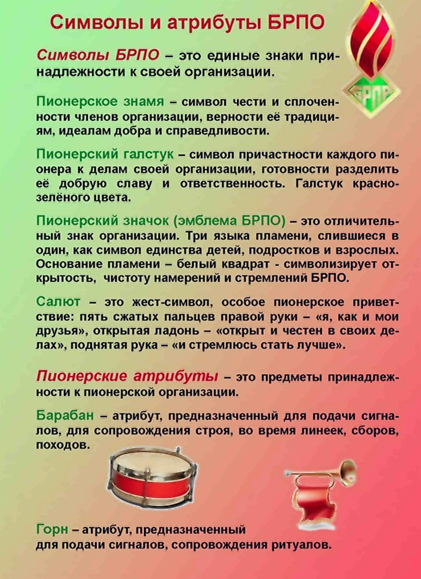 Символы и атрибуты БРПО
Символы БРПО – это единые знаки при-
надлежности к своей организации.
БРПО
Пионерское знамя – символ чести и сплочен-
ности членов организации, верности её традици-
ям, идеалам добра и справедливости.
Пионерский галстук – символ причастности каждого пи-
онера к делам своей организации, готовности разделить
её добрую славу и ответственность. Галстук красно-
зелёного цвета.
Пионерский значок (эмблема БРПО) – это отличитель-
ный знак организации. Три языка пламени, слившиеся в
один, как символ единства детей, подростков и взрослых.
Основание пламени – белый квадрат - символизирует от-
крытость, чистоту намерений и стремлений БРПО.
Салют – это жест-символ, особое пионерское привет-
ствие: пять сжатых пальцев правой руки – «я, как и мои
друзья», открытая ладонь – «открыт и честен в своих де-
лах», поднятая рука – «и стремлюсь стать лучше».
Пионерские атрибуты – это предметы принадлеж-
ности к пионерской организации.
Барабан – атрибут, предназначенный для подачи сигна-
лов, для сопровождения строя, во время линеек, сборов,
походов.
Горн – атрибут, предназначенный
для подачи сигналов, сопровождения ритуалов.